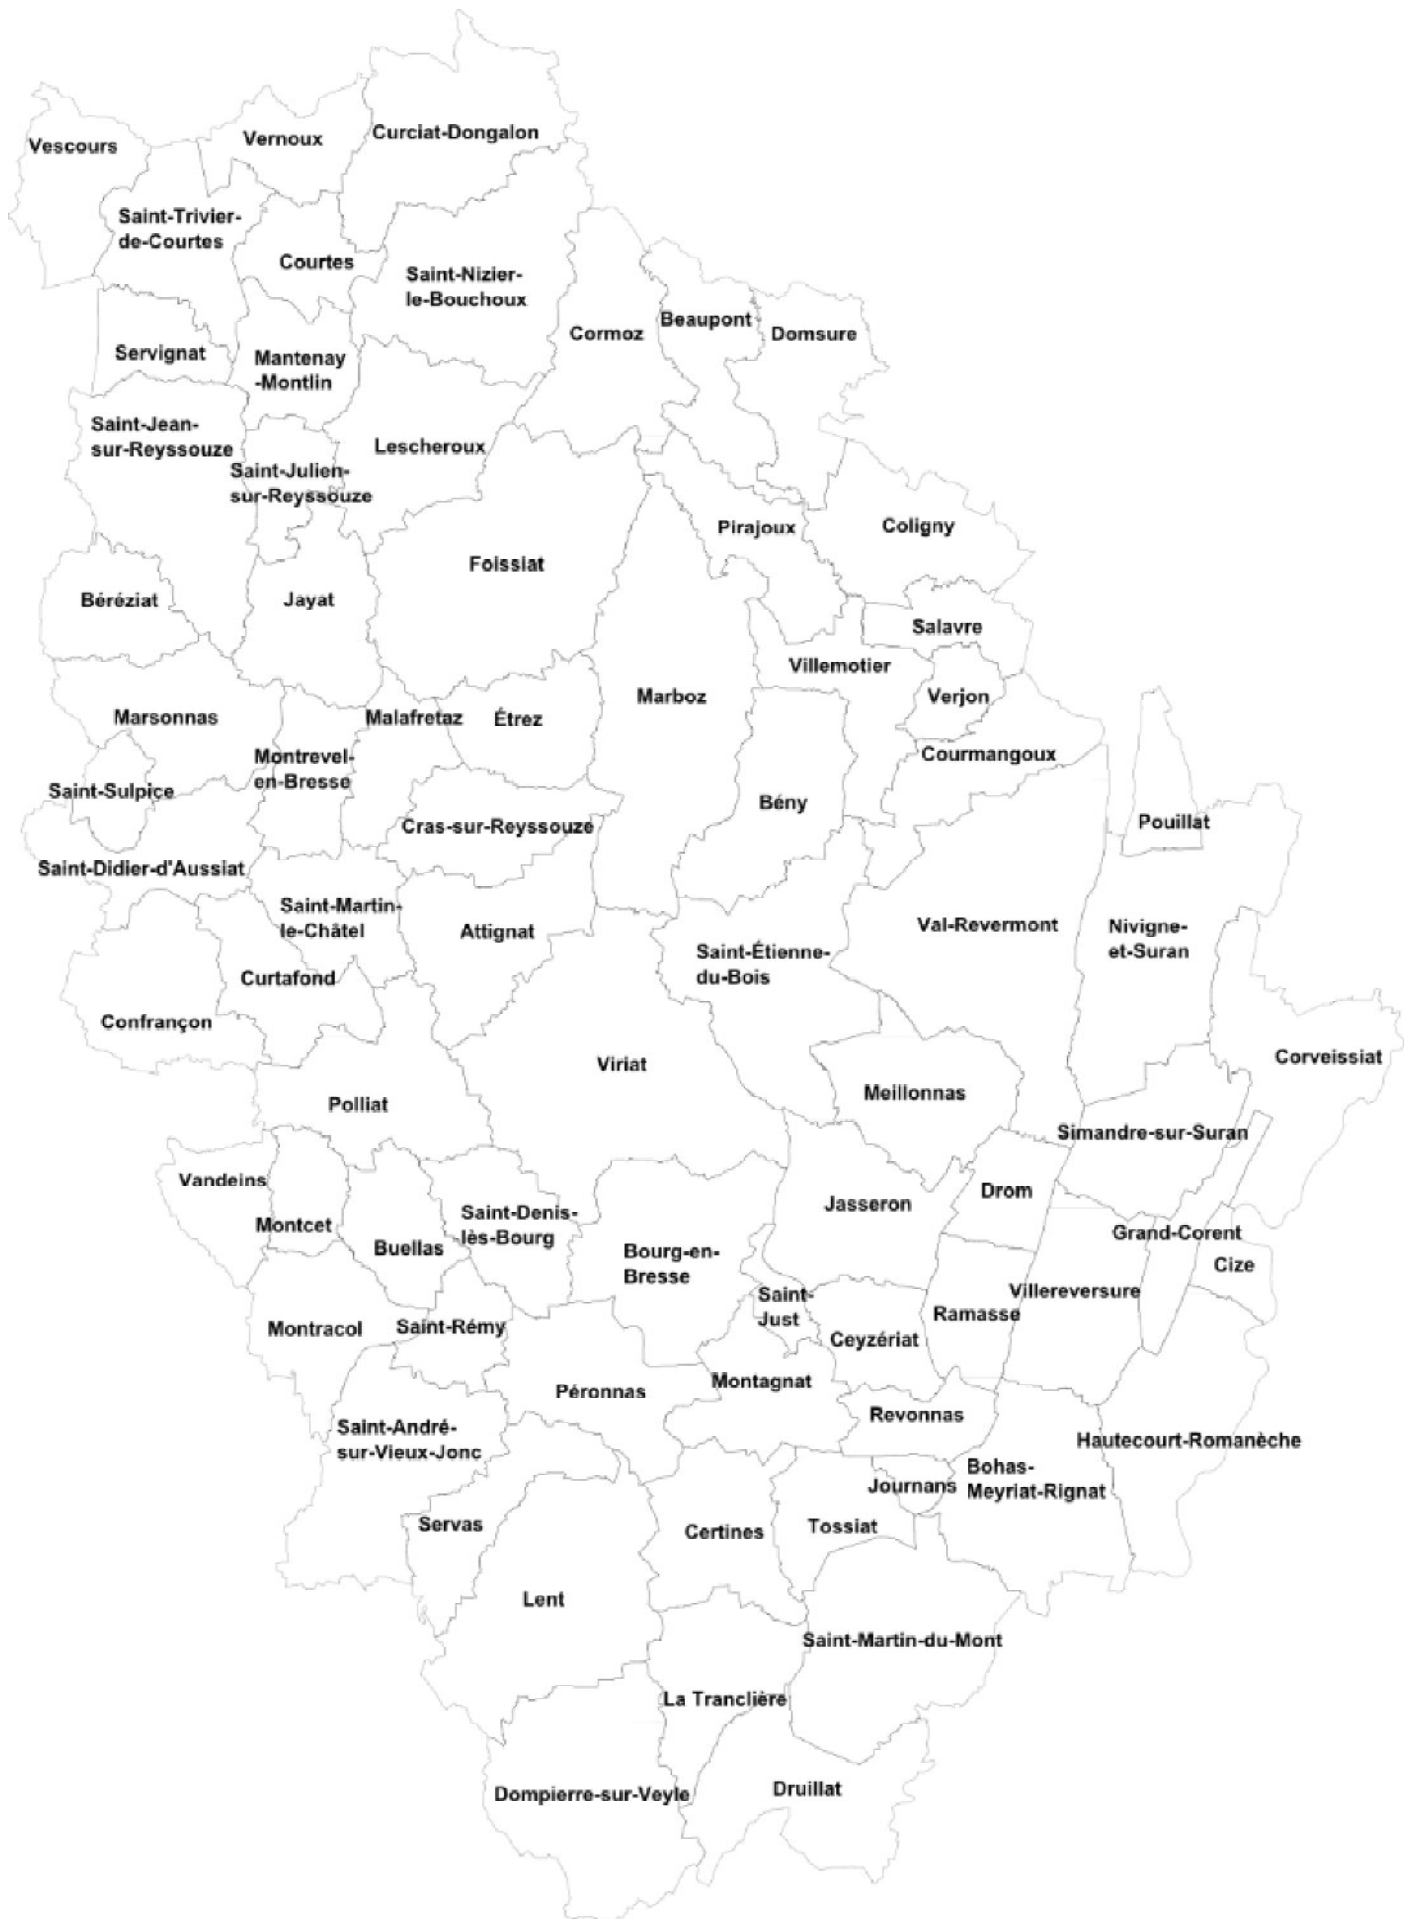 Curciat-Dongalon
Vernoux
Vescours
Saint-Trivier-
de-Courtes
Courtes
Saint-Nizier-
le-Bouchoux
Beaupont
Cormoz
Domsure
Servignat
Mantenay
-Montlin
Saint-Jean-
sur-Reyssouze
Lescheroux
Saint-Julien-
sur-Reyssouze
Pirajoux
Coligny
Foissiat
Béréziat
Jayat
Salavre
Villemotier
Marboz
Verjon
Marsonnas
Malafretaz
Étrez
Montrevel-
en-Bresse
Courmangoux
Saint-Sulpice
Bény
Pouillat
Cras-sur-Reyssouze
Saint-Didier-d'Aussiat
Saint-Martin-
le-Châtel
Attignat
Val-Revermont
Nivigne-
et-Suran
Saint-Étienne-
du-Bois
Curtafond
Confrançon
Viriat
Corveissiat
Polliat
Meillonnas
Simandre-sur-Suran
Vandeins
Drom
Jasseron
Saint-Denis-
lès-Bourg
Montcet
Buellas
Grand-Corent
Bourg-en-
Bresse
Cize
Saint-
Just
Villereversure
Ramasse
Montracol
Saint-Rémy
Ceyzériat
Péronnas
Montagnat
Revonnas
Saint-André-
sur-Vieux-Jonc
Hautecourt-Romanèche
Bohas-
Meyriat-Rignat
Journans
Servas
Certines
Tossiat
Lent
Saint-Martin-du-Mont
La Tranclière
Dompierre-sur-Veyle
Druillat